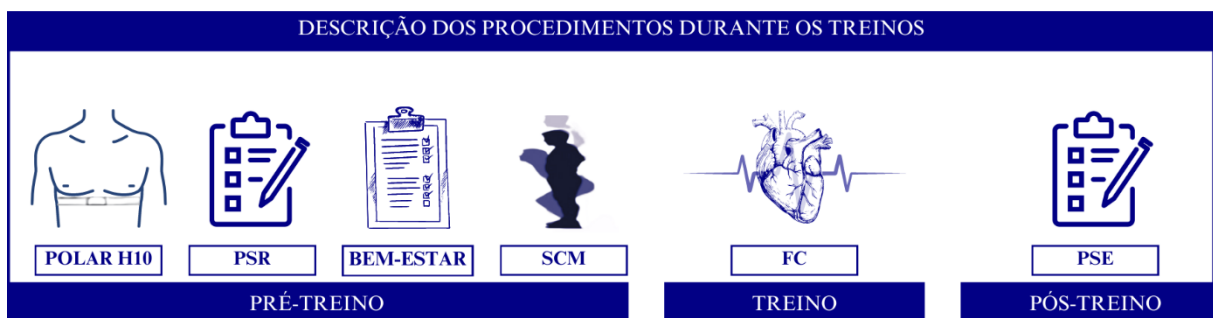 DESCRIÇÃO DOS PROCEDIMENTOS DURANTE OS TREINOS
POLAR H10
PSR
BEM-ESTAR
SCM
FC
PSE
PRÉ-TREINO
TREINO
PÓS-TREINO